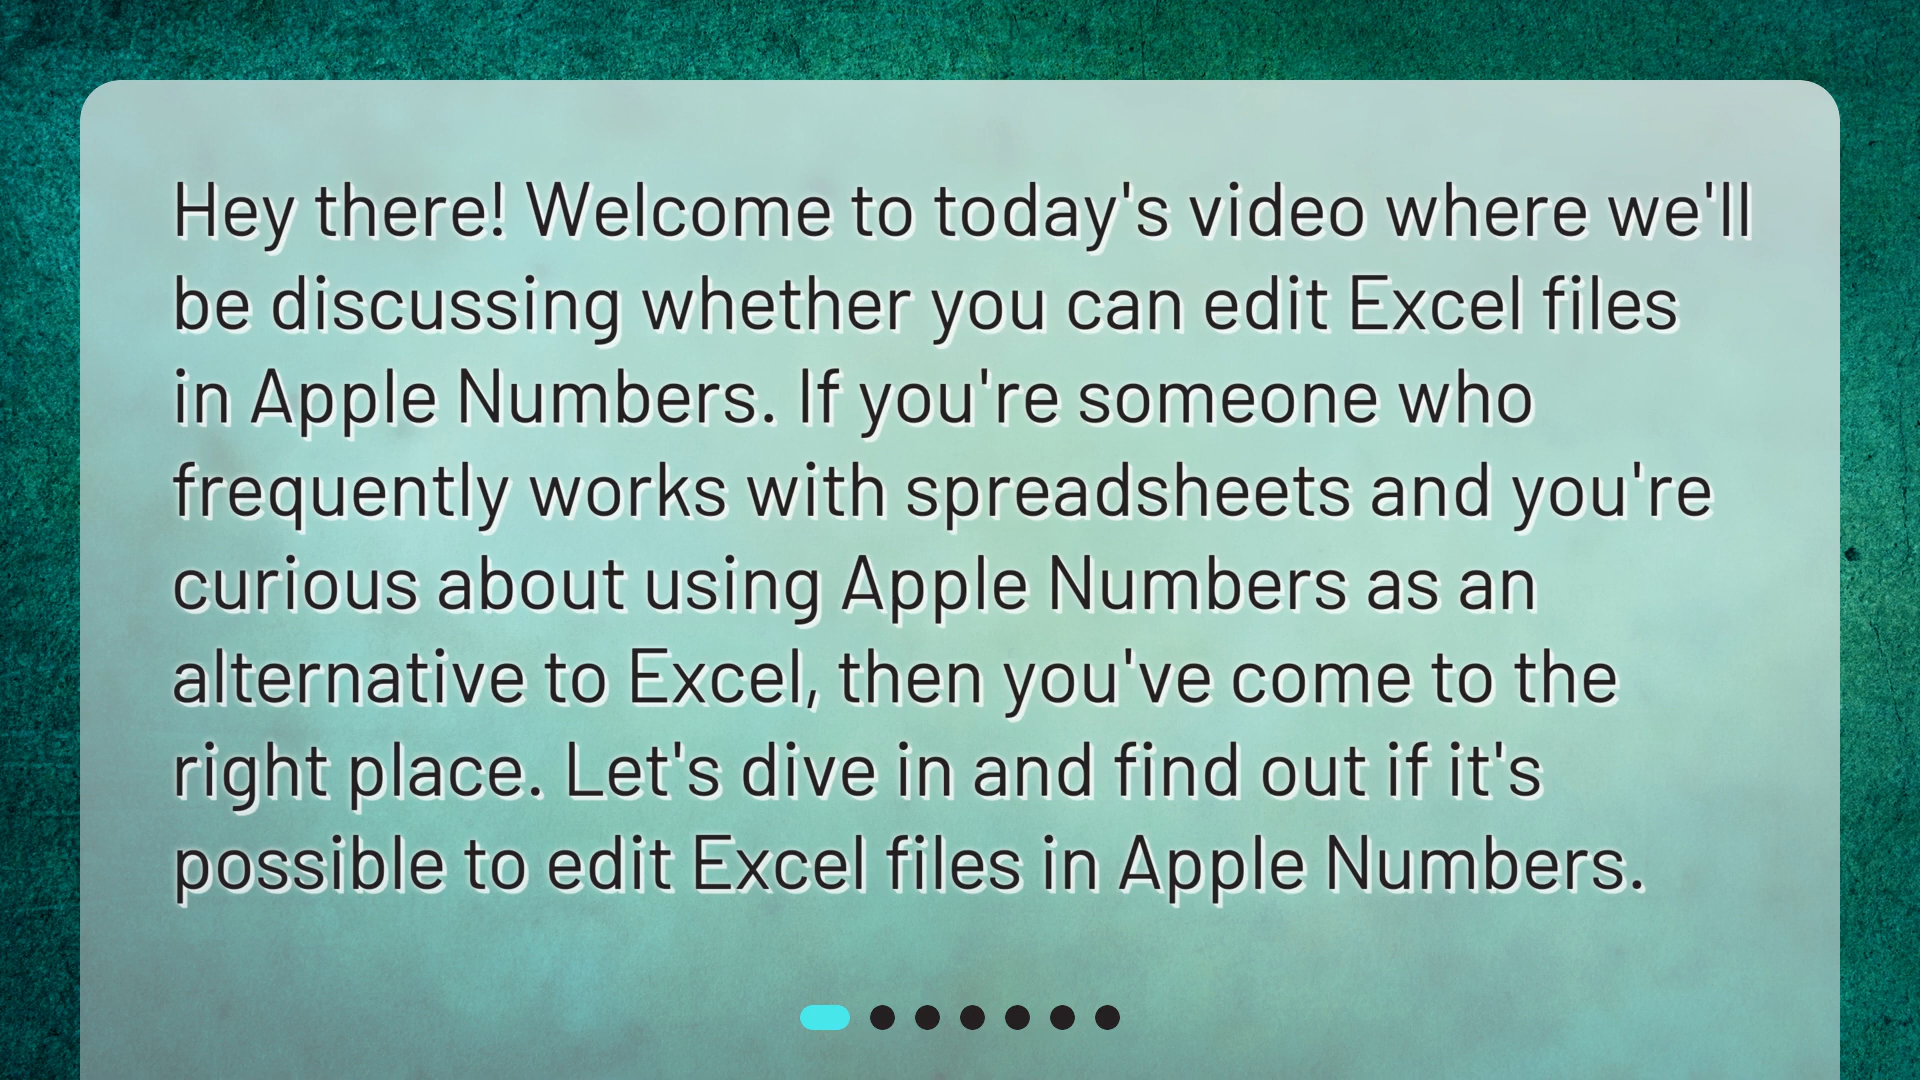 Hey there! Welcome to today's video where we'll
be discussing whether you can edit Excel files
in Apple Numbers. If you're someone who
frequently works with spreadsheets and you're
curious about using Apple Numbers as an
alternative to Excel, then you've come to the
right place. Let's dive in and find out if it's
possible to edit Excel files in Apple Numbers.